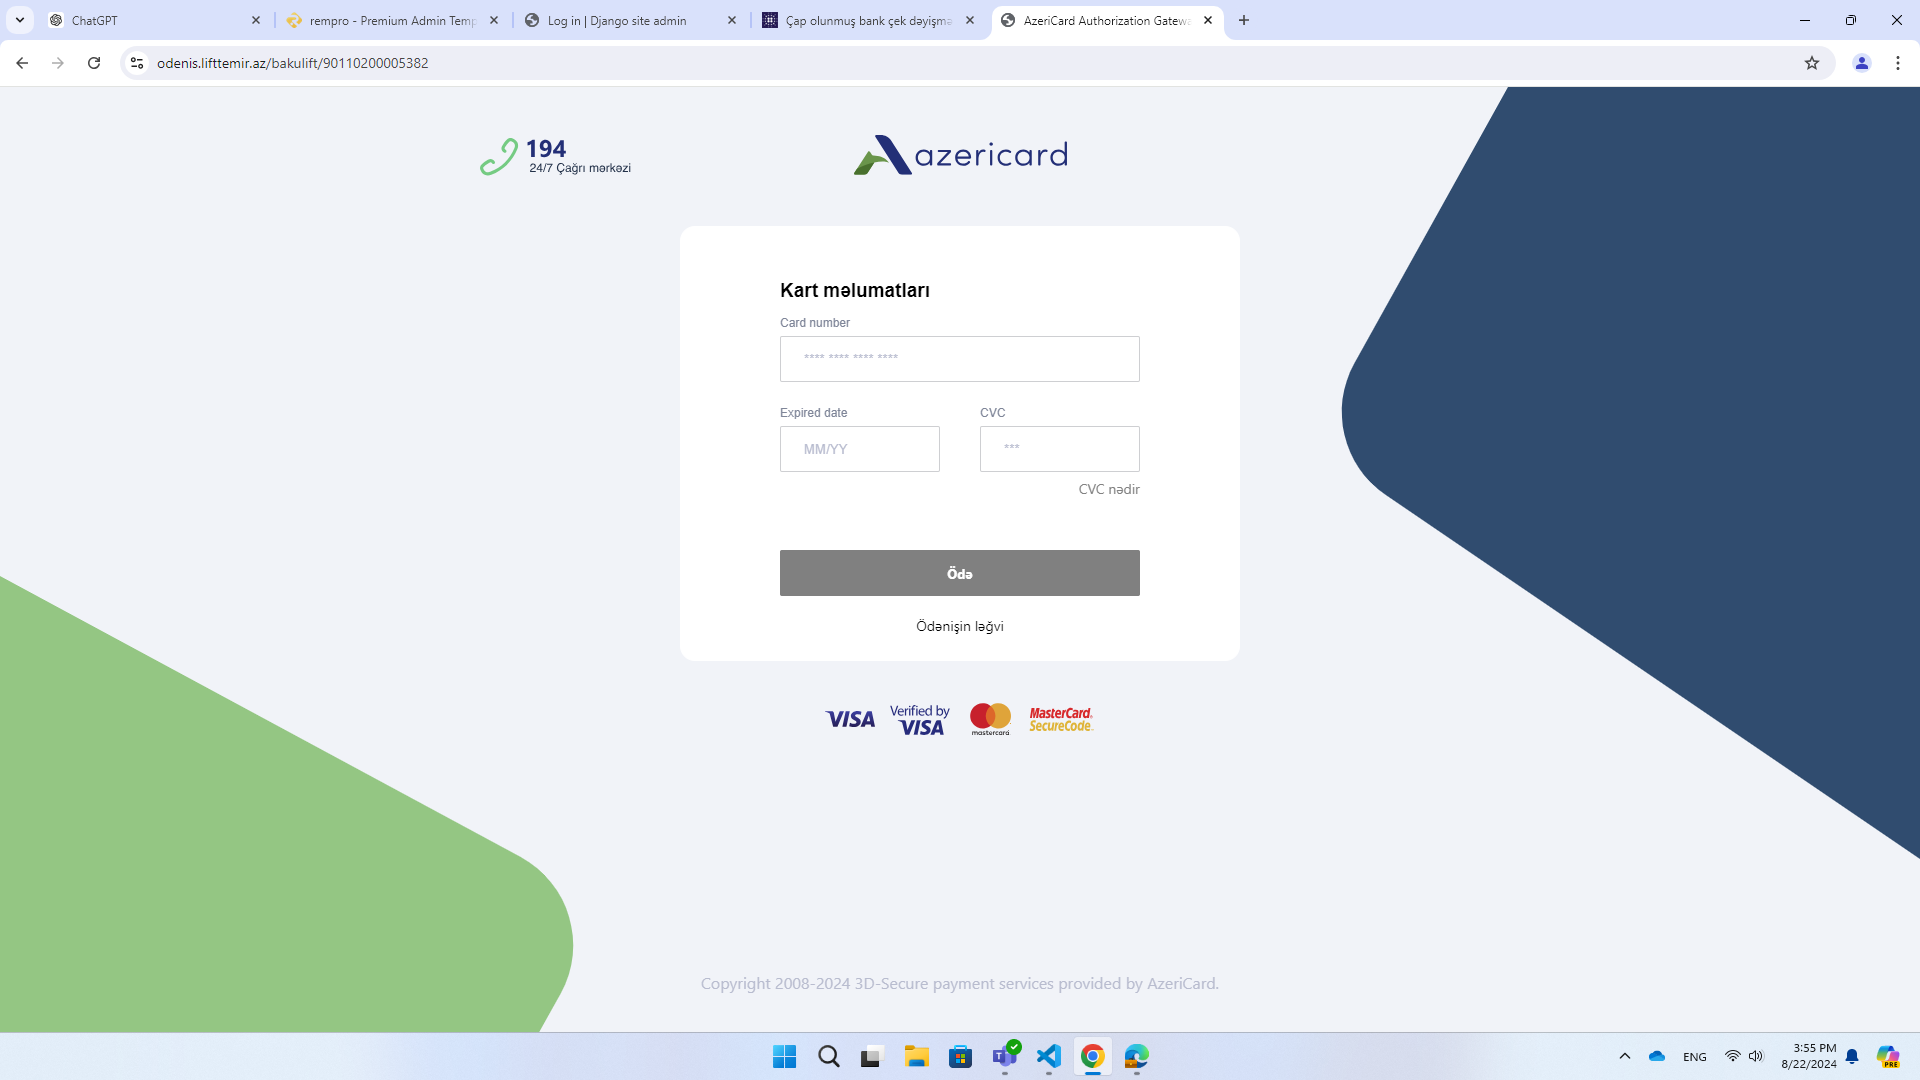 ChatGPT
rempro - Premium Admin Temp
Log in | Django site admin
Çap olunmuş bank çek dəyişmə
AzeriCard Authorization Gatewa
odenis.lifttemir.az/bakulift/90110200005382
194
24/7 Çağrı mərkəzi
azericard
Kart məlumatları
Card number
**** **** **** ****
Expired date
CVC
MM/YY
***
CVC nədir
Ödə
Ödənişin ləğvi
VISA
Verified by
VISA
mastercard
MasterCard.
SecureCode.
Copyright 2008-2024 3D-Secure payment services provided by AzeriCard.
ENG
3:55 PM
8/22/2024
PRE